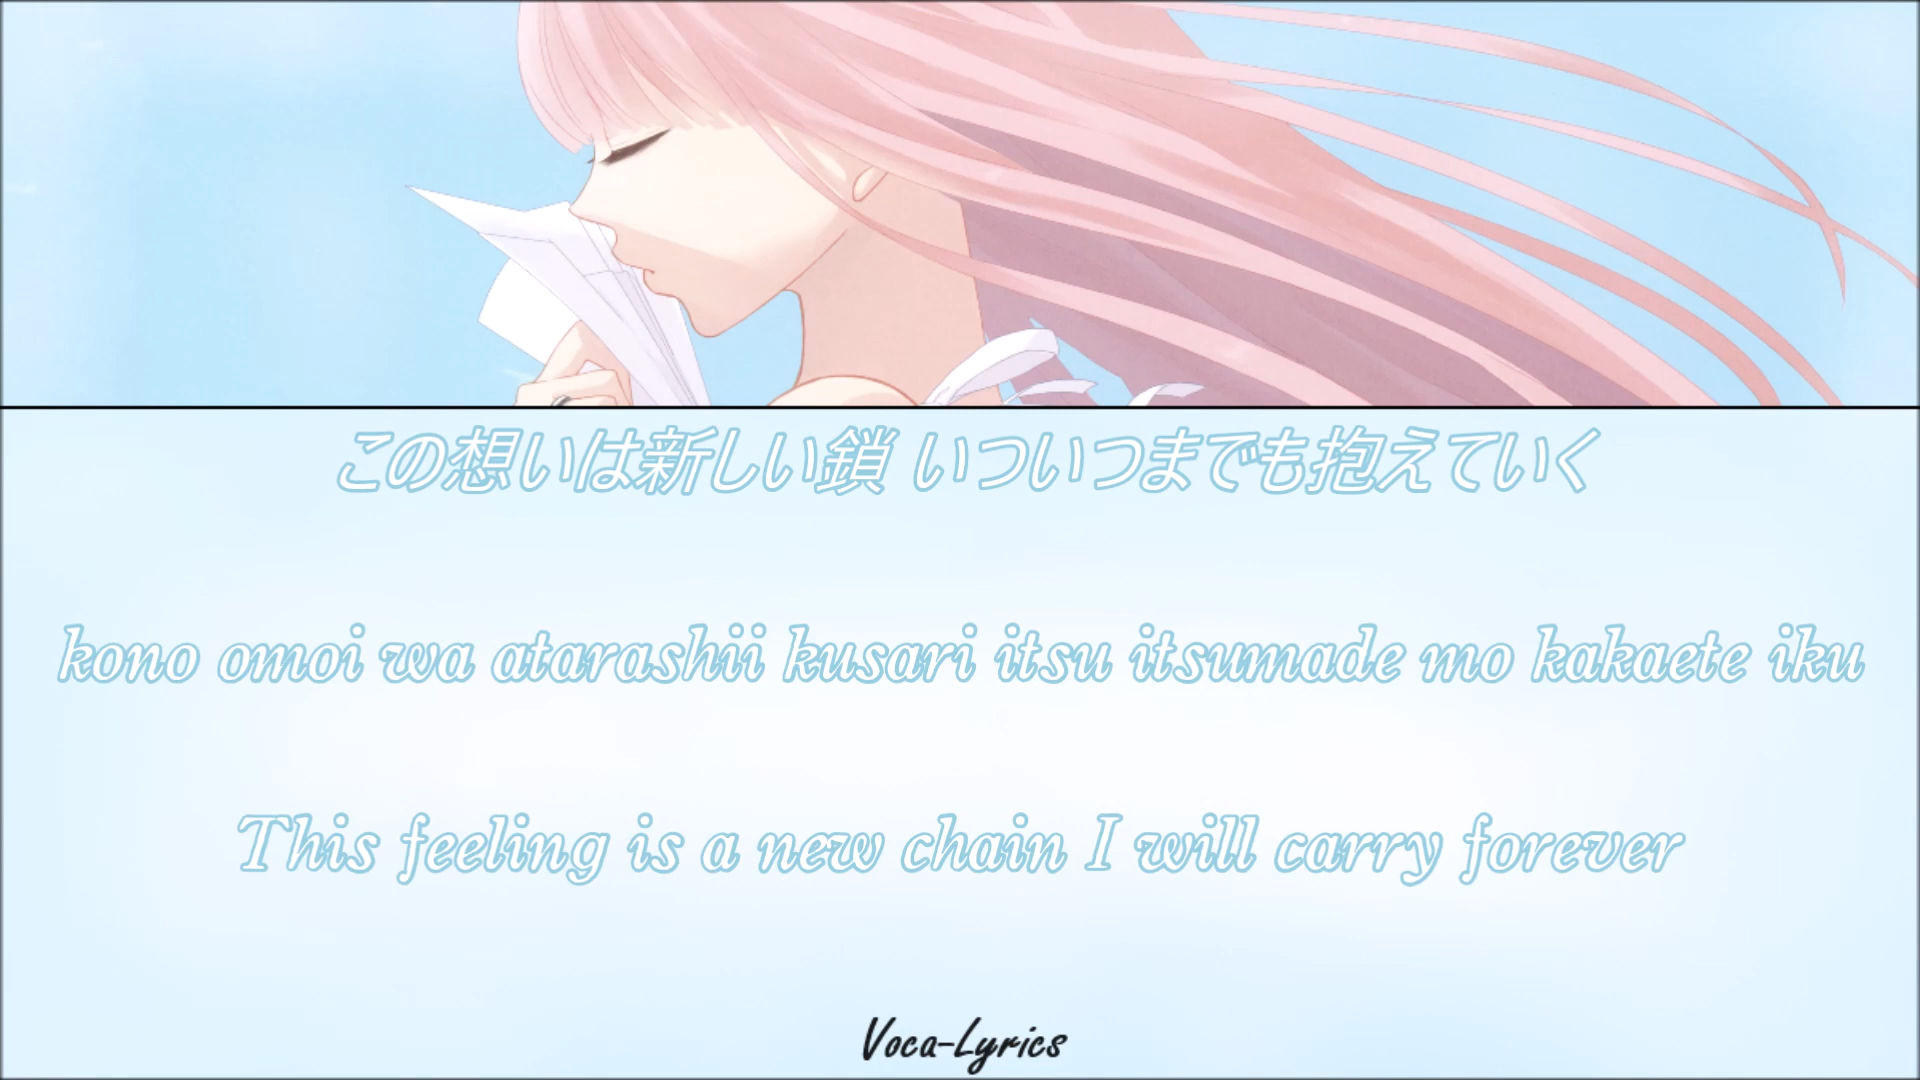 この想いは新しい鎖 いついつまでも抱えていく
kono omoi wa atarashii kusari itsu itsumade mo kakaete iku
This feeling is a new chain I will carry forever
Voca-Lyrics